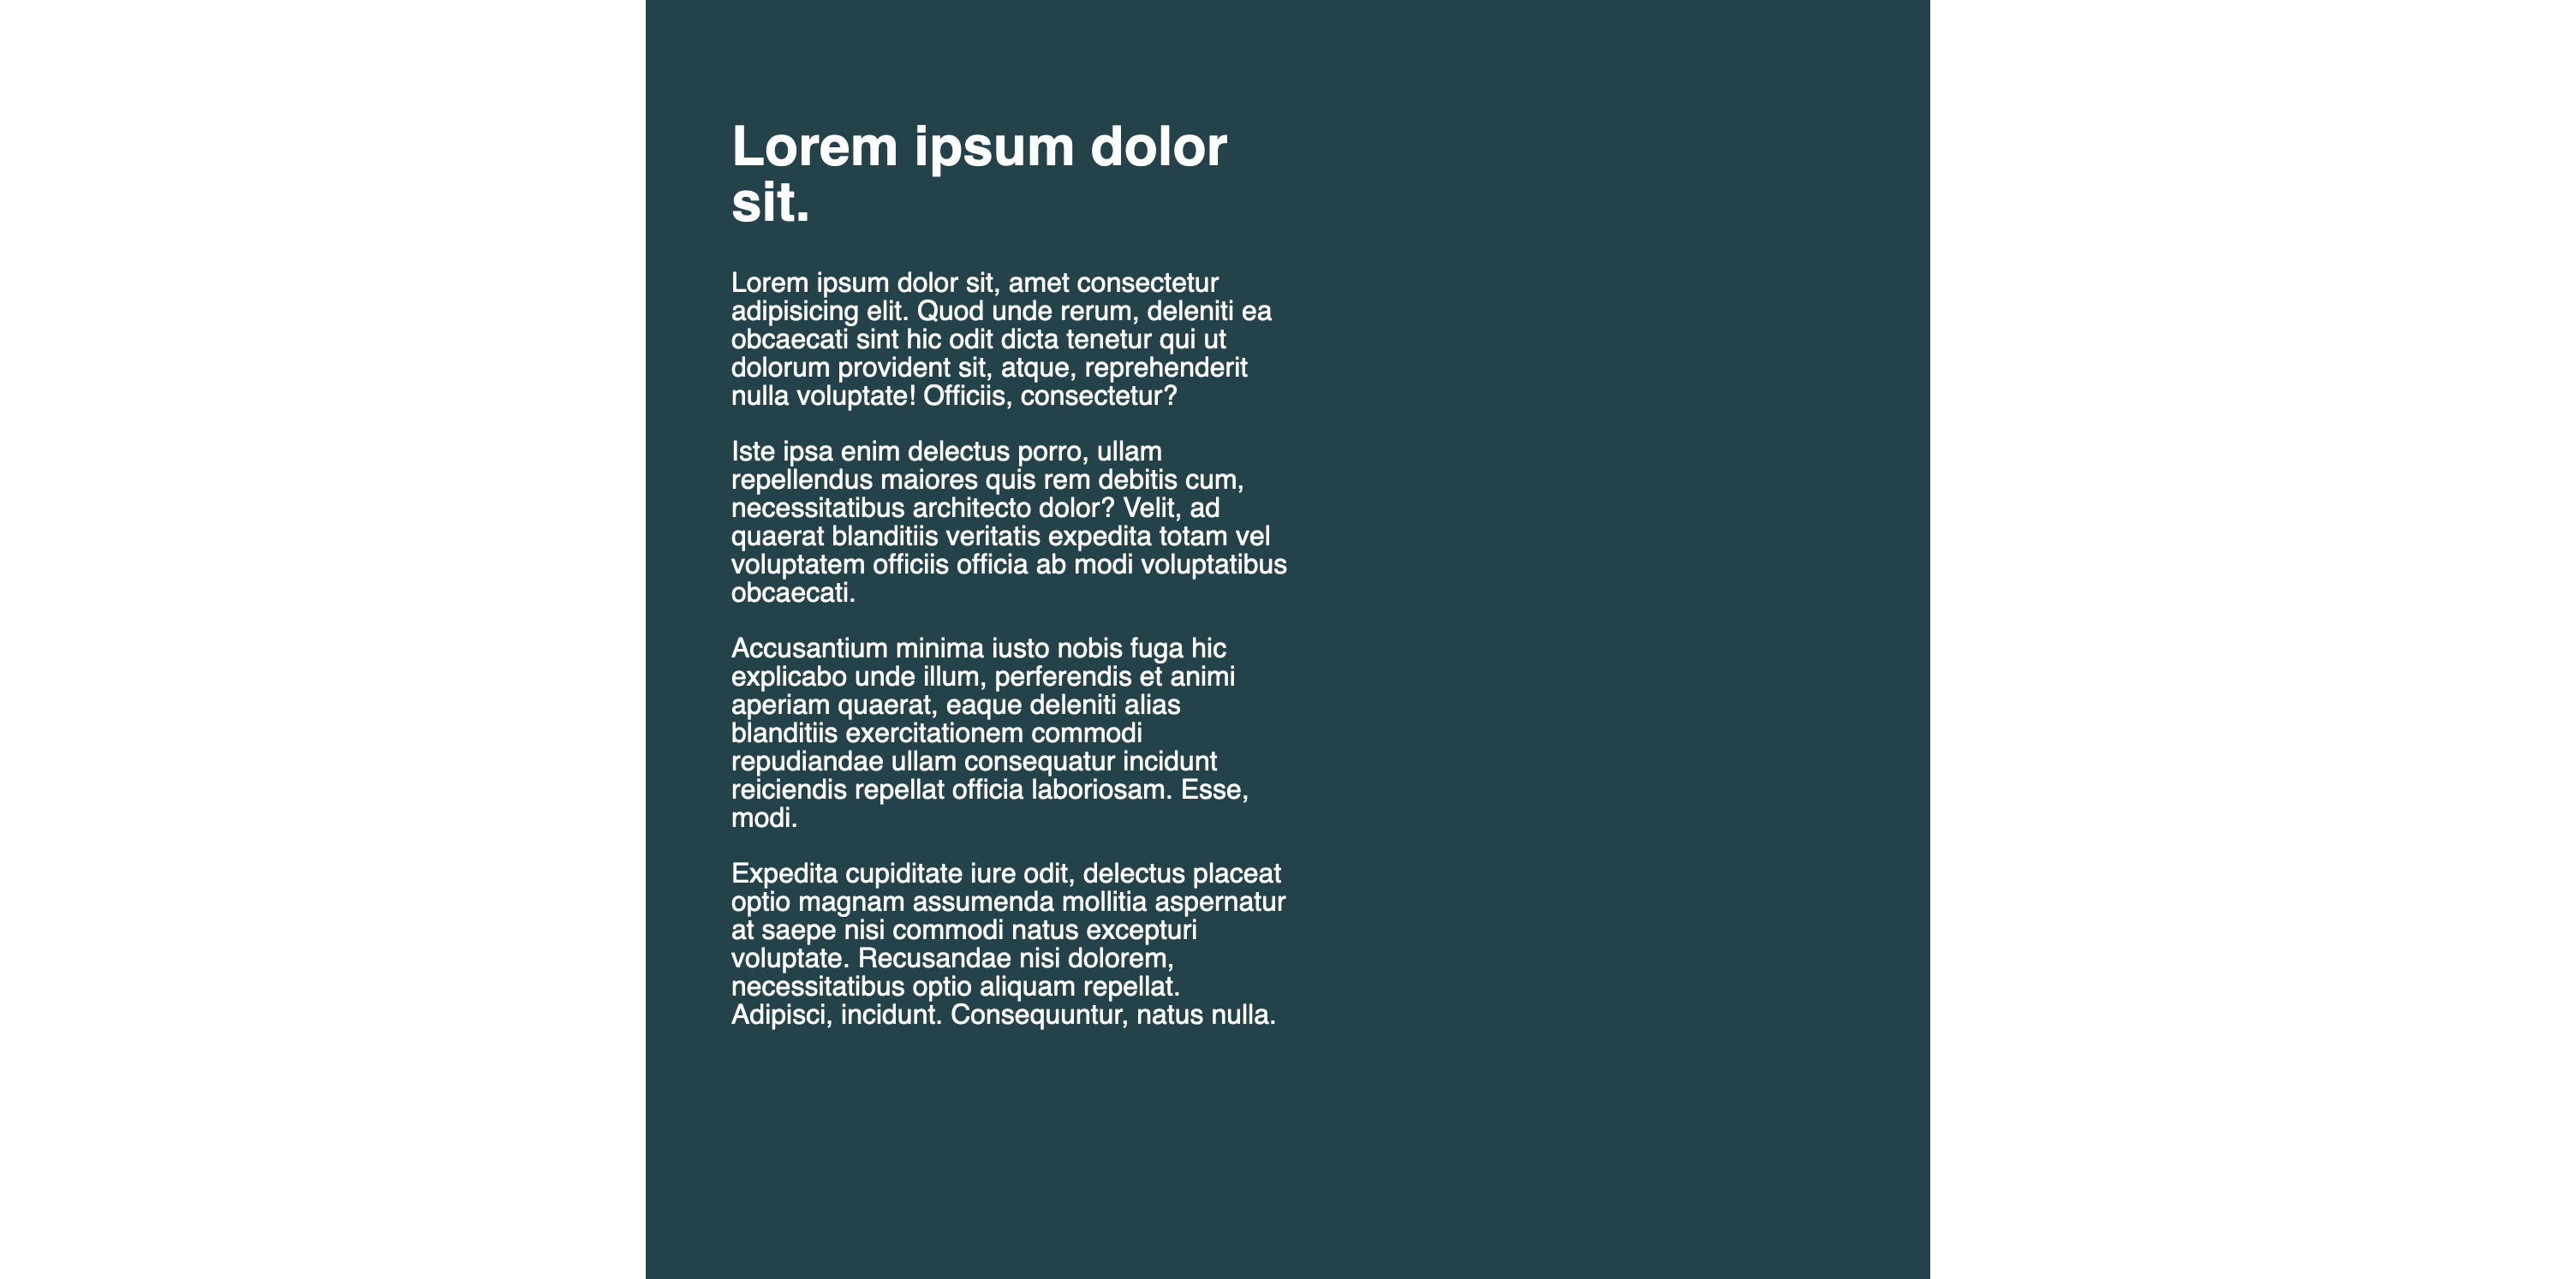 Lorem ipsum dolor
sit.
Lorem ipsum dolor sit, amet consectetur
adipisicing elit. Quod unde rerum, deleniti ea
obcaecati sint hic odit dicta tenetur qui ut
dolorum provident sit, atque, reprehenderit
nulla voluptate! Officiis, consectetur?
Iste ipsa enim delectus porro, ullam
repellendus maiores quis rem debitis cum,
necessitatibus architecto dolor? Velit, ad
quaerat blanditiis veritatis expedita totam vel
voluptatem officiis officia ab modi voluptatibus
obcaecati.
Accusantium minima iusto nobis fuga hic
explicabo unde illum, perferendis et animi
aperiam quaerat, eaque deleniti alias
blanditiis exercitationem commodi
repudiandae ullam consequatur incidunt
reiciendis repellat officia laboriosam. Esse,
modi.
Expedita cupiditate iure odit, delectus placeat
optio magnam assumenda mollitia aspernatur
at saepe nisi commodi natus excepturi
voluptate. Recusandae nisi dolorem,
necessitatibus optio aliquam repellat.
Adipisci, incidunt. Consequuntur, natus nulla.